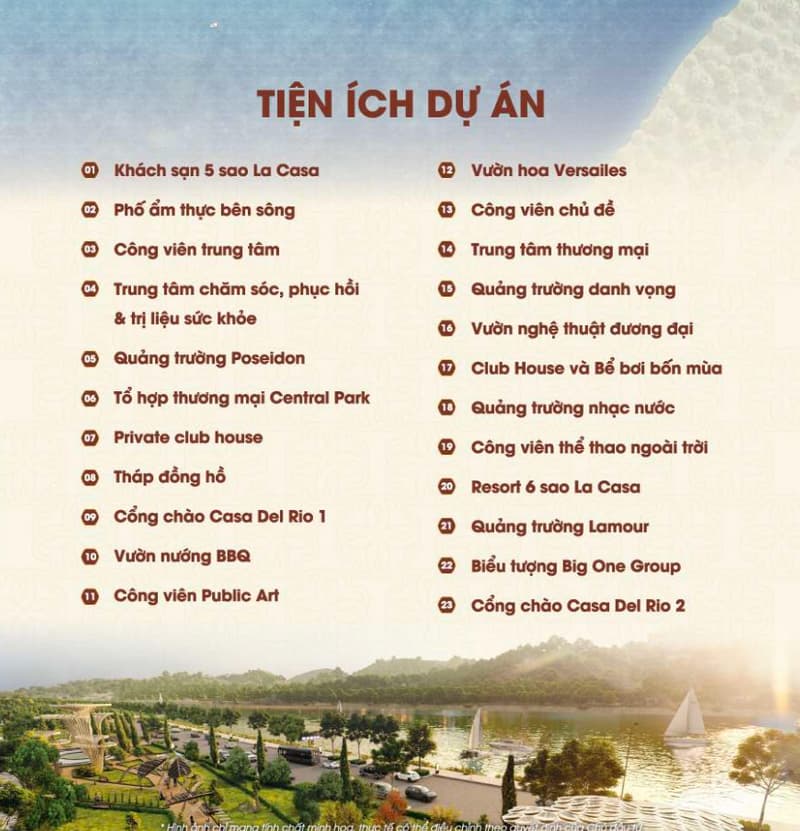 TIỆN ÍCH DỰ ÁN
01 Khách sạn 5 sao La Casa
02 Phố ẩm thực bên sông
03 Công viên trung tâm
04 Trung tâm chăm sóc, phục hồi
& trị liệu sức khỏe
05 Quảng trường Poseidon
06 Tổ hợp thương mại Central Park
07 Private club house
08 Tháp đồng hồ
09 Cổng chào Casa Del Rio 1
10 Vườn nướng BBQ
11 Công viên Public Art
12 Vườn hoa Versailes
13 Công viên chủ đề
14 Trung tâm thương mại
15 Quảng trường danh vọng
16 Vườn nghệ thuật đương đại
17 Club House và Bể bơi bốn mùa
18 Quảng trường nhạc nước
19 Công viên thể thao ngoài trời
20 Resort 6 sao La Casa
21 Quảng trường Lamour
22 Biểu tượng Big One Group
23 Cổng chào Casa Del Rio 2
* Hình ảnh chỉ mang tính chất minh họa, thực tế có thể điều chỉnh theo quyết định của Chủ đầu tư